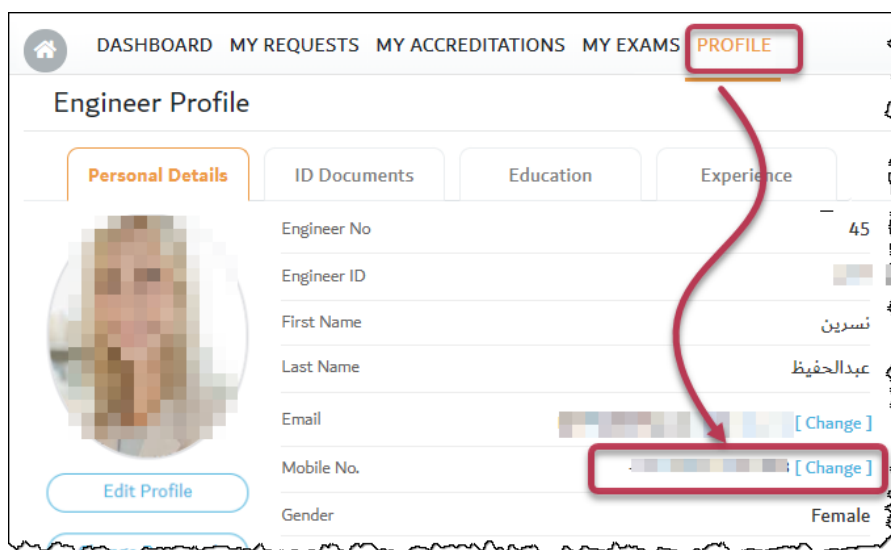 DASHBOARD MY REQUESTS MY ACCREDITATIONS MY EXAMS PROFILE
Engineer Profile
Personal Details ID Documents Education Experience
Engineer No 45
Engineer ID
First Name نسرين
Last Name عبدالحفيظ
Email [ Change ]
Mobile No. [ Change ]
Edit Profile
Gender Female